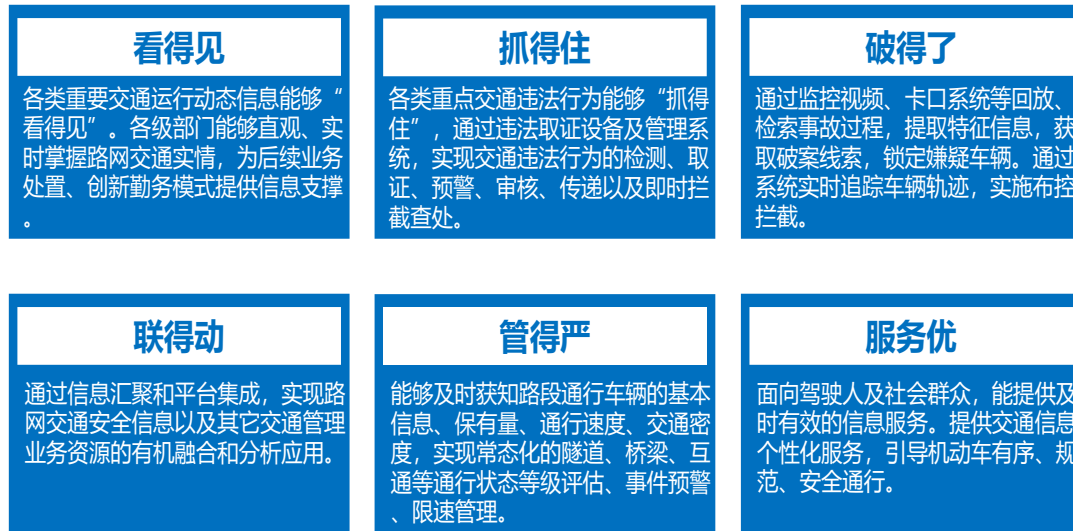 看得见
各类重要交通运行动态信息能够“
看得见”。各级部门能够直观、实
时掌握路网交通实情，为后续业务
处置、创新勤务模式提供信息支撑
。
抓得住
各类重点交通违法行为能够“抓得
住”，通过违法取证设备及管理系
统，实现交通违法行为的检测、取
证、预警、审核、传递以及即时拦
截查处。
破得了
通过监控视频、卡口系统等回放、
检索事故过程，提取特征信息，获
取破案线索，锁定嫌疑车辆。通过
系统实时追踪车辆轨迹，实施布控
拦截。
联得动
通过信息汇聚和平台集成，实现路
网交通安全信息以及其它交通管理
业务资源的有机融合和分析应用。
管得严
能够及时获知路段通行车辆的基本
信息、保有量、通行速度、交通密
度，实现常态化的隧道、桥梁、互
通等通行状态等级评估、事件预警
、限速管理。
服务优
面向驾驶人及社会群众，能提供及
时有效的信息服务。提供交通信息
个性化服务，引导机动车有序、规
范、安全通行。